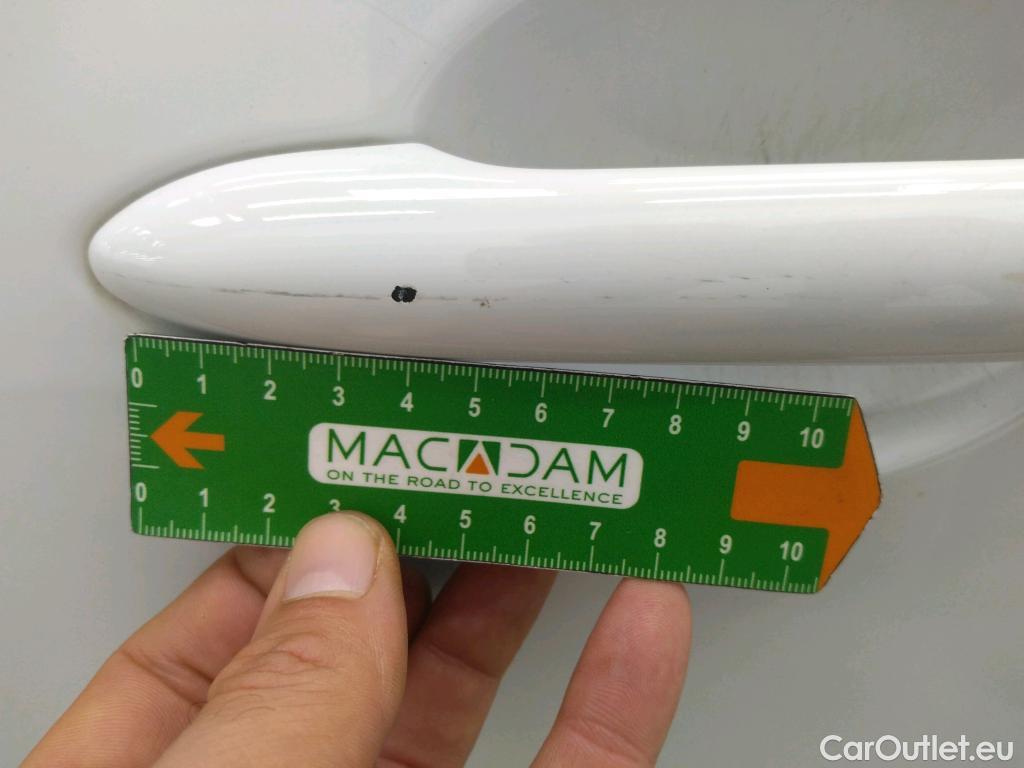 0 1 2 3 4 5 6 7 8 9 10
MACADAM
ON THE ROAD TO EXCELLENCE
0 1 2 3 4 5 6 7 8 9 10
CarOutlet.eu